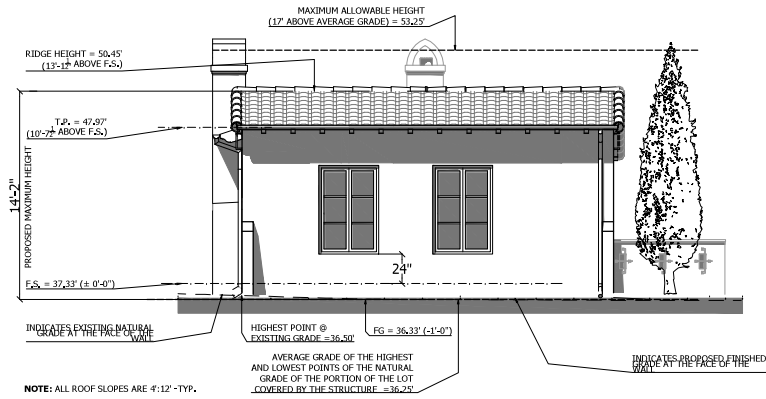 MAXIMUM ALLOWABLE HEIGHT
(17' ABOVE AVERAGE GRADE) = 53.25'
RIDGE HEIGHT = 50.45'
ABOVE F.S.)
T.P. = 47.97'
ABOVE F.S.)
14'-2"
PROPOSED MAXIMUM HEIGHT
24"
F.S. = 37.33' (± 0'-0")
INDICATES EXISTING NATURAL
GRADE AT THE FACE OF THE
WALL
HIGHEST POINT @
EXISTING GRADE =36.50'
FG = 36.33' (-1'-0")
AVERAGE GRADE OF THE HIGHEST
AND LOWEST POINTS OF THE NATURAL
GRADE OF THE PORTION OF THE LOT
COVERED BY THE STRUCTURE =36.25'
INDICATES PROPOSED FINISHED
GRADE AT THE FACE OF THE
WALL
NOTE: ALL ROOF SLOPES ARE 4':12' -TYP.